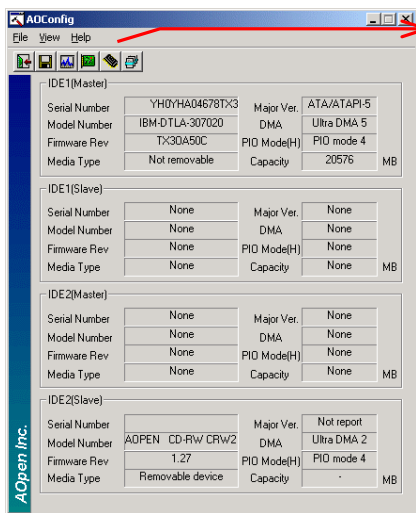 AOConfig
File View Help
IDE1(Master)
Serial Number YH0YHA04678TX3 Major Ver. ATA/ATAPI-5
Model Number IBM-DTLA-307020 DMA Ultra DMA 5
Firmware Rev TX3OA50C PIO Mode(H) PIO mode 4
Media Type Not removable Capacity 20576 MB
IDE1(Slave)
Serial Number None Major Ver. None
Model Number None DMA None
Firmware Rev None PIO Mode(H) None
Media Type None Capacity None MB
IDE2(Master)
Serial Number None Major Ver. None
Model Number None DMA None
Firmware Rev None PIO Mode(H) None
Media Type None Capacity None MB
IDE2(Slave)
Serial Number Major Ver. Not report
Model Number AOPEN CD-RW CRW2 DMA Ultra DMA 2
Firmware Rev 1.27 PIO Mode(H) PIO mode 4
Media Type Removable device Capacity - MB
AOpen Inc.